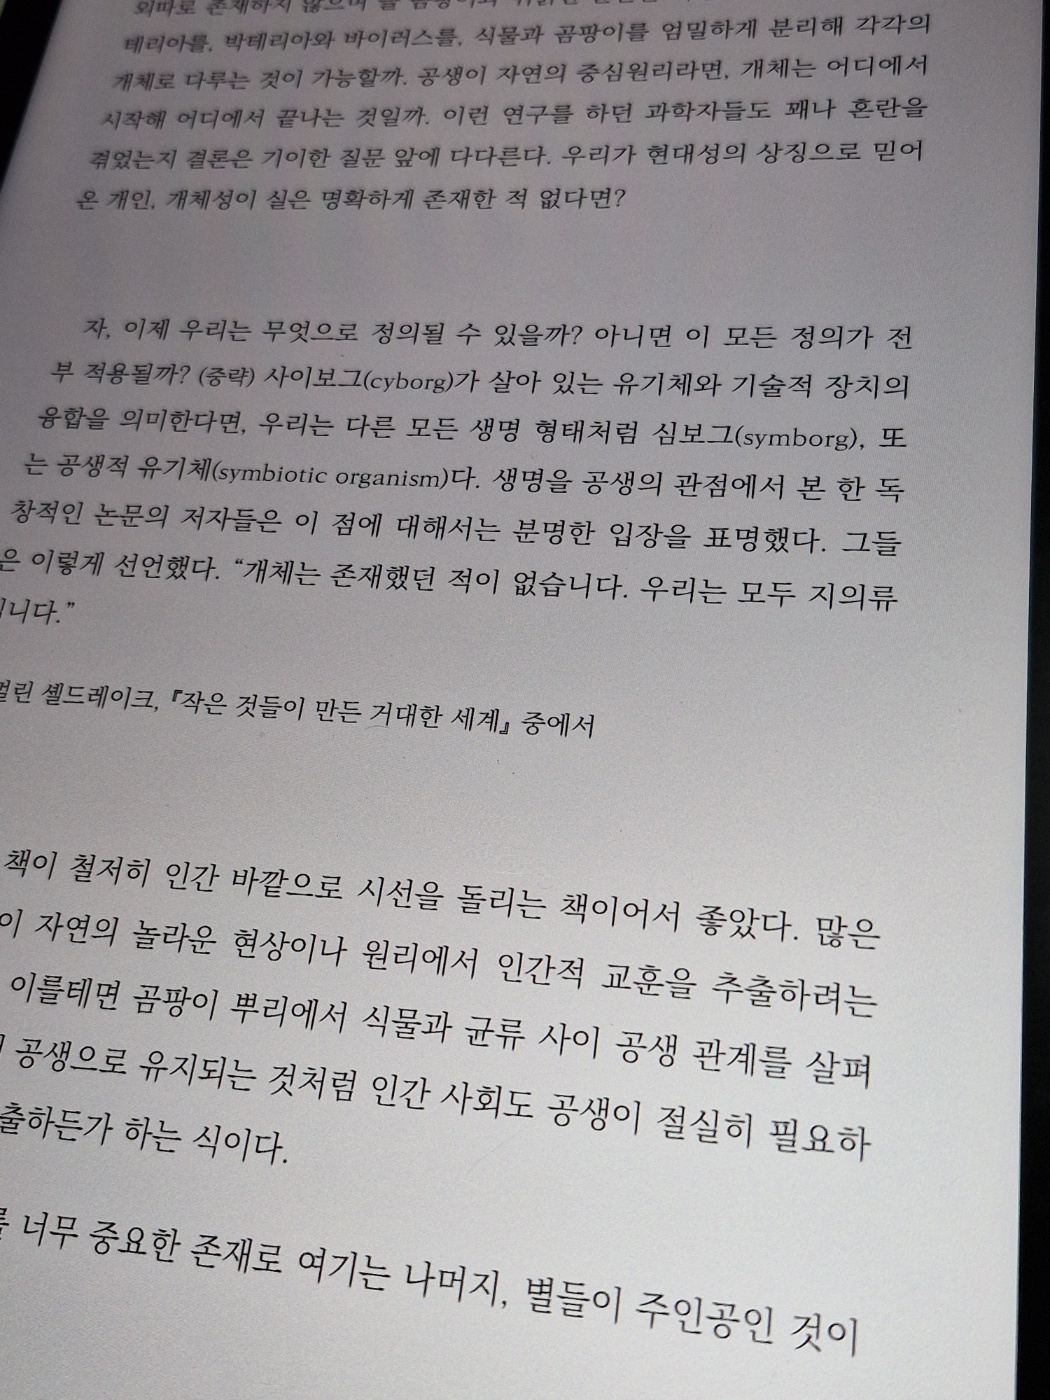 외따로 존재하지 않으며
테리아를, 박테리아와 바이러스를, 식물과 곰팡이를 엄밀하게 분리해 각각의
개체로 다루는 것이 가능할까. 공생이 자연의 중심원리라면, 개체는 어디에서
시작해 어디에서 끝나는 것일까. 이런 연구를 하던 과학자들도 꽤나 혼란을
겪었는지 결론은 기이한 질문 앞에 다다른다. 우리가 현대성의 상징으로 믿어
온 개인, 개체성이 실은 명확하게 존재한 적 없다면?
자, 이제 우리는 무엇으로 정의될 수 있을까? 아니면 이 모든 정의가 전
부 적용될까? (중략) 사이보그(cyborg)가 살아 있는 유기체와 기술적 장치의
융합을 의미한다면, 우리는 다른 모든 생명 형태처럼 심보그(symborg), 또
는 공생적 유기체(symbiotic organism)다. 생명을 공생의 관점에서 본 한 독
창적인 논문의 저자들은 이 점에 대해서는 분명한 입장을 표명했다. 그들
은 이렇게 선언했다. “개체는 존재했던 적이 없습니다. 우리는 모두 지의류
입니다.”
멀린 셸드레이크, 『작은 것들이 만든 거대한 세계』 중에서
책이 철저히 인간 바깥으로 시선을 돌리는 책이어서 좋았다. 많은
이 자연의 놀라운 현상이나 원리에서 인간적 교훈을 추출하려는
이를테면 곰팡이 뿌리에서 식물과 균류 사이 공생 관계를 살펴
공생으로 유지되는 것처럼 인간 사회도 공생이 절실히 필요하
출하든가 하는 식이다.
를 너무 중요한 존재로 여기는 나머지, 별들이 주인공인 것이